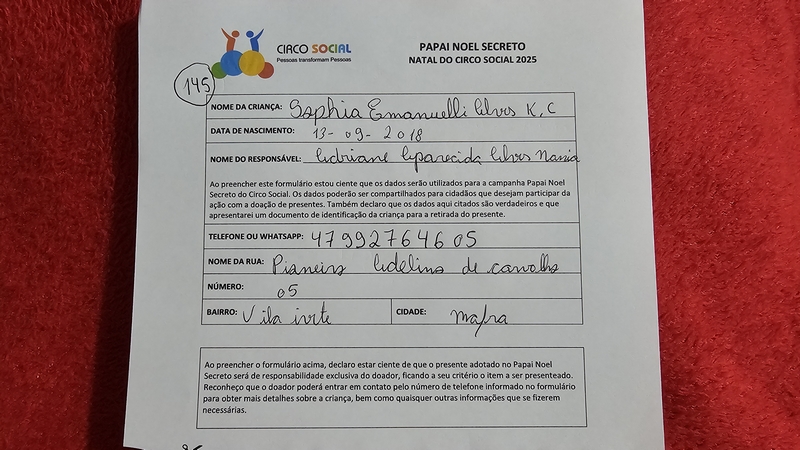 CIRCO SOCIAL
Pessoas transformam Pessoas
PAPAI NOEL SECRETO
NATAL DO CIRCO SOCIAL 2025
145
NOME DA CRIANÇA: Sophia Emanuelli Alves K. C
DATA DE NASCIMENTO: 13-09-2018
NOME DO RESPONSÁVEL: Adriane Aparecida Alves Maria
Ao preencher este formulário estou ciente que os dados serão utilizados para a campanha Papai Noel
Secreto do Circo Social. Os dados poderão ser compartilhados para cidadãos que desejam participar da
ação com a doação de presentes. Também declaro que os dados aqui citados são verdadeiros e que
apresentarei um documento de identificação da criança para a retirada do presente.
TELEFONE OU WHATSAPP: 47992764605
NOME DA RUA: Adelino de carvalho
NÚMERO: 05
BAIRRO: Vila ivete CIDADE: mafra
Ao preencher o formulário acima, declaro estar ciente de que o presente adotado no Papai Noel
Secreto será de responsabilidade exclusiva do doador, ficando a seu critério o item a ser presenteado.
Reconheço que o doador poderá entrar em contato pelo número de telefone informado no formulário
para obter mais detalhes sobre a criança, bem como quaisquer outras informações que se fizerem
necessárias.